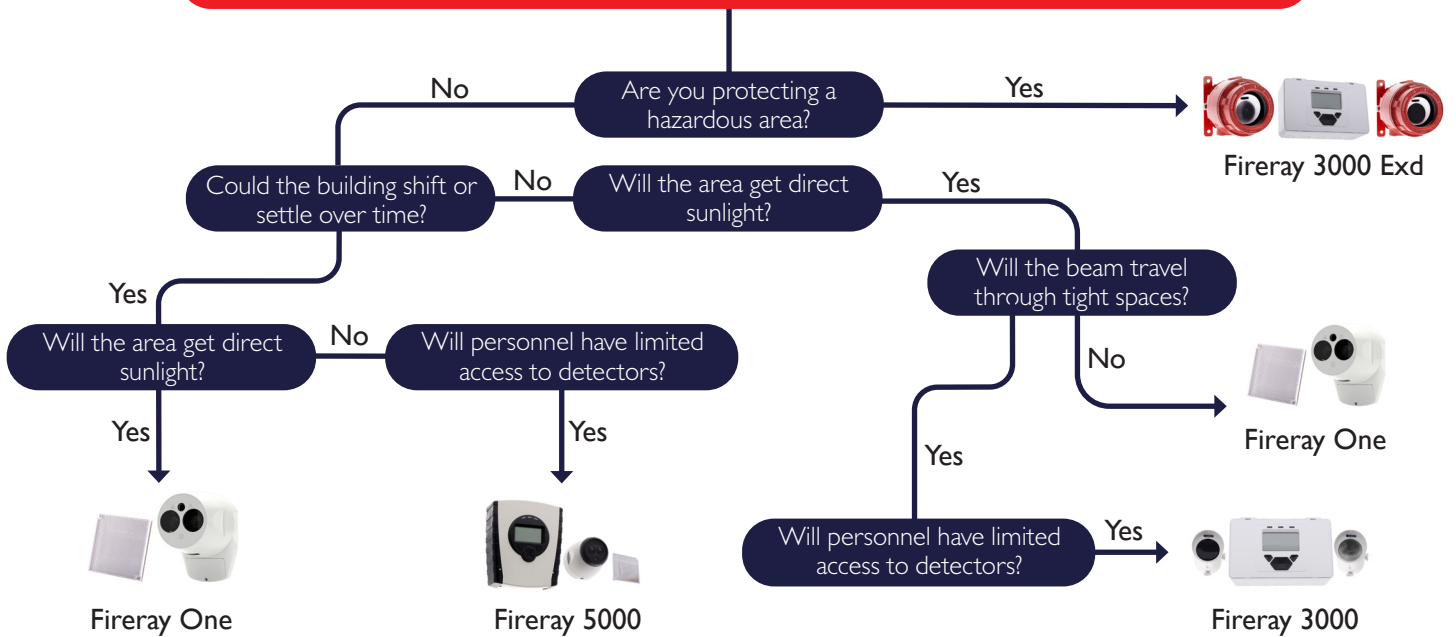 No
Are you protecting a
hazardous area?
Yes
Fireray 3000 Exd
Could the building shift or
settle over time?
No
Will the area get direct
sunlight?
Yes
Will the beam travel
through tight spaces?
Yes
Will the area get direct
sunlight?
No
Will personnel have limited
access to detectors?
No
Fireray One
Yes
Yes
Yes
Will personnel have limited
access to detectors?
Yes
Fireray One
Fireray 5000
Fireray 3000